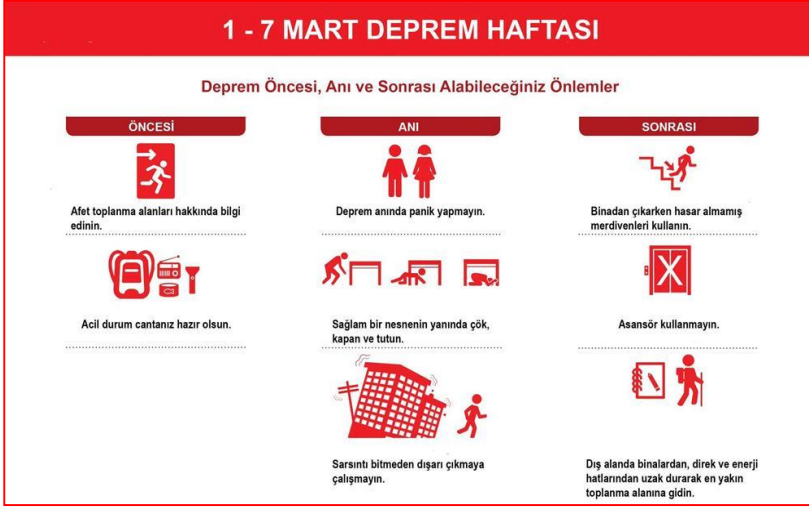 1 - 7 MART DEPREM HAFTASI
Deprem Öncesi, Anı ve Sonrası Alabileceğiniz Önlemler
ÖNCESİ
Afet toplanma alanları hakkında bilgi
edinin.
Acil durum cantanız hazır olsun.
ANI
Deprem anında panik yapmayın.
Sağlam bir nesnenin yanında çök,
kapan ve tutun.
Sarsıntı bitmeden dışarı çıkmaya
çalışmayın.
SONRASI
Binadan çıkarken hasar almamış
merdivenleri kullanın.
Asansör kullanmayın.
Dış alanda binalardan, direk ve enerji
hatlarından uzak durarak en yakın
toplanma alanına gidin.